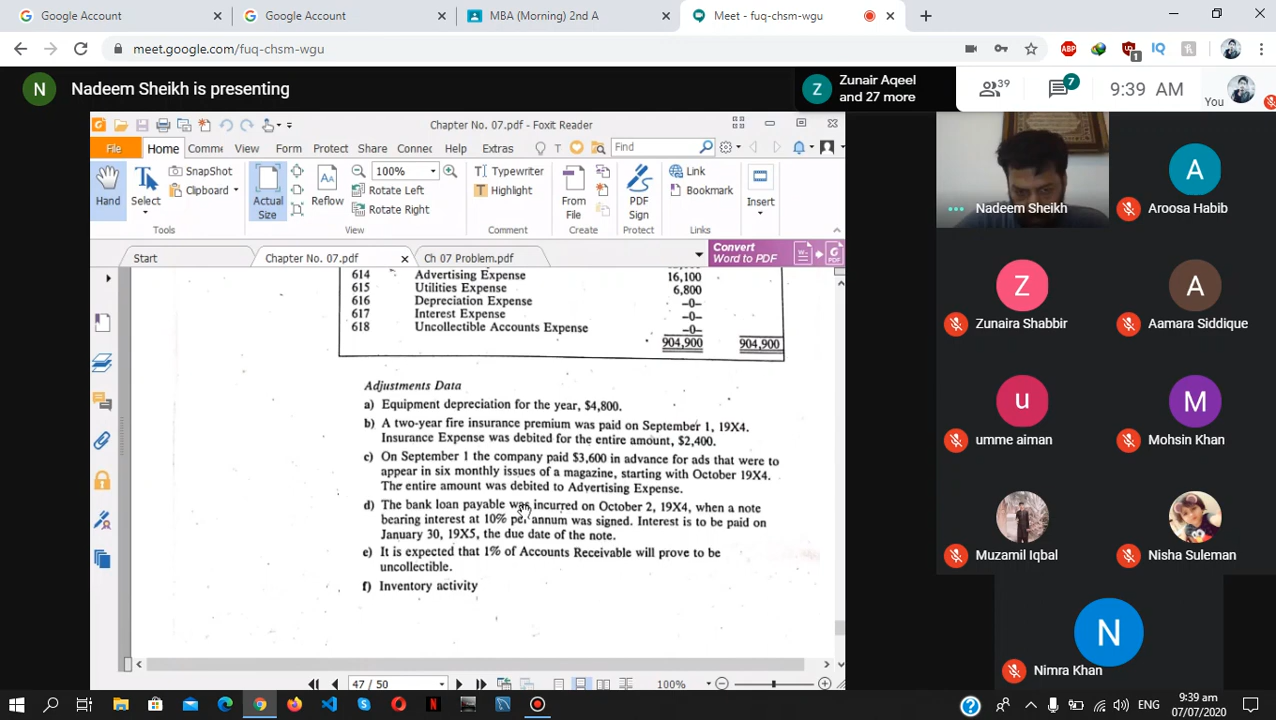 Google Account
Google Account
MBA (Morning) 2nd A
Meet - fuq-chsm-wgu
meet.google.com/fuq-chsm-wgu
ABP
1
IQ
N
Nadeem Sheikh is presenting
Z
Zunair Aqeel
and 27 more
39
7
9:39 AM
You
Chapter No. 07.pdf - Foxit Reader
File
Home
Comme
View
Form
Protect
Share
Connec
Help
Extras
Find
Hand
Select
SnapShot
Clipboard
Actual
Size
Reflow
100%
Rotate Left
Rotate Right
Typewriter
Highlight
From
File
PDF
Sign
Link
Bookmark
Insert
Tools
View
Comment
Create
Protect
Links
Start
Chapter No. 07.pdf
Ch 07 Problem.pdf
Convert
Word to PDF
614 Advertising Expense 16,100
615 Utilities Expense 6,800
616 Depreciation Expense -0-
617 Interest Expense -0-
618 Uncollectible Accounts Expense -0-
904,900 904,900
Adjustments Data
a) Equipment depreciation for the year, $4,800.
b) A two-year fire insurance premium was paid on September 1, 19X4.
Insurance Expense was debited for the entire amount, $2,400.
c) On September 1 the company paid $3,600 in advance for ads that were to
appear in six monthly issues of a magazine, starting with October 19X4.
The entire amount was debited to Advertising Expense.
d) The bank loan payable was incurred on October 2, 19X4, when a note
bearing interest at 10% per annum was signed. Interest is to be paid on
January 30, 19X5, the due date of the note.
e) It is expected that 1% of Accounts Receivable will prove to be
uncollectible.
f) Inventory activity
47 / 50
100%
Nadeem Sheikh
A
Aroosa Habib
Z
Zunaira Shabbir
A
Aamara Siddique
u
umme aiman
M
Mohsin Khan
Muzamil Iqbal
Nisha Suleman
N
Nimra Khan
ENG
9:39 am
07/07/2020